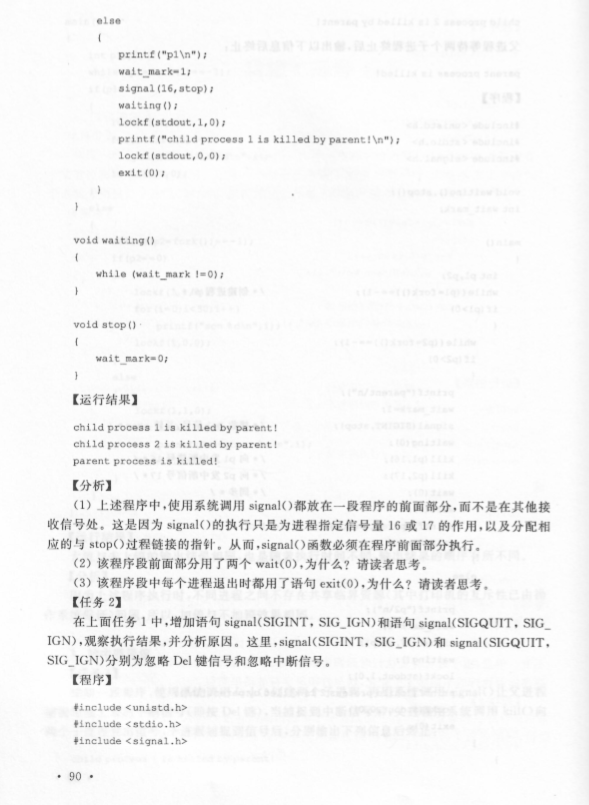 else
{
printf("p1\n");
wait_mark=1;
signal(16,stop);
waiting();
lockf(stdout,1,0);
printf("child process 1 is killed by parent!\n");
lockf(stdout,0,0);
exit(0);
}
}
void waiting()
{
while (wait_mark !=0);
}
void stop()
{
wait_mark=0;
}
【运行结果】
child process 1 is killed by parent!
child process 2 is killed by parent!
parent process is killed!
【分析】
(1) 上述程序中,使用系统调用 signal()都放在一段程序的前面部分,而不是在其他接
收信号处。这是因为 signal()的执行只是为进程指定信号量 16 或 17 的作用,以及分配相
应的与 stop()过程链接的指针。从而,signal()函数必须在程序前面部分执行。
(2) 该程序段前面部分用了两个 wait(0),为什么？请读者思考。
(3) 该程序段中每个进程退出时都用了语句 exit(0),为什么？请读者思考。
【任务 2】
在上面任务 1 中,增加语句 signal(SIGINT, SIG_IGN)和语句 signal(SIGQUIT, SIG_
IGN),观察执行结果,并分析原因。这里,signal(SIGINT, SIG_IGN)和 signal(SIGQUIT,
SIG_IGN)分别为忽略 Del 键信号和忽略中断信号。
【程序】
#include <unistd.h>
#include <stdio.h>
#include <signal.h>
• 90 •